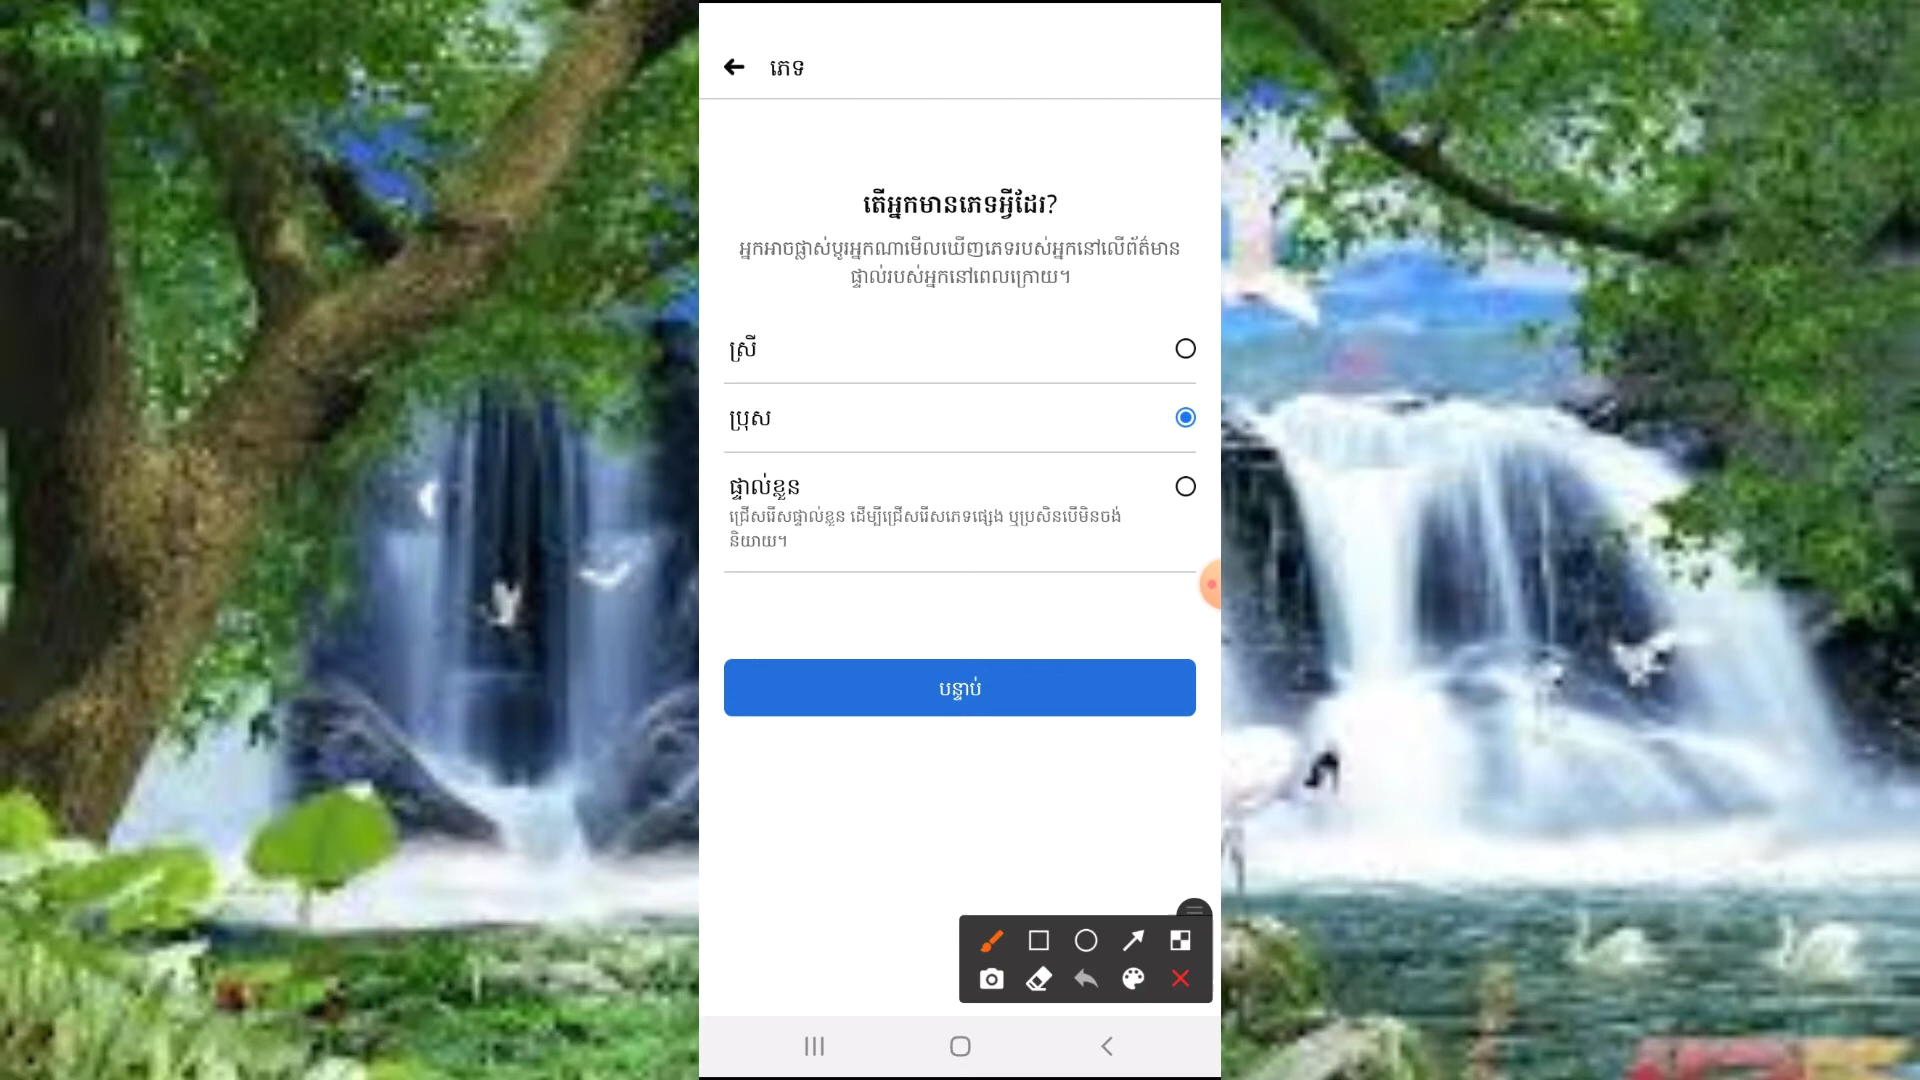 ភេទ
តើអ្នកមានភេទអ្វីដែរ?
អ្នកអាចផ្លាស់ប្តូរអ្នកណាមើលឃើញភេទរបស់អ្នកនៅលើព័ត៌មាន
ផ្ទាល់របស់អ្នកនៅពេលក្រោយ។
ស្រី
ប្រុស
ផ្ទាល់ខ្លួន
ជ្រើសរើសផ្ទាល់ខ្លួន ដើម្បីជ្រើសរើសភេទផ្សេង ឬប្រសិនបើមិនចង់
និយាយ។
បន្ទាប់